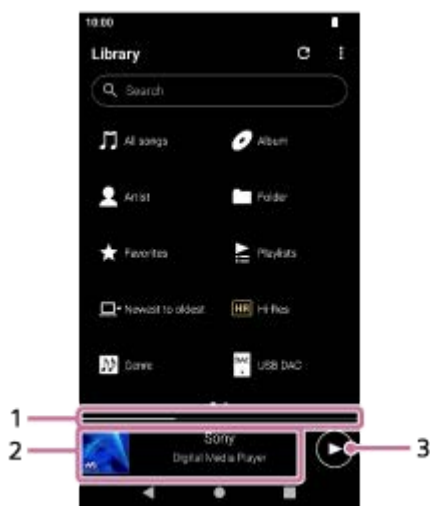 10:00
Library
Search
All songs
Album
Artist
Folder
Favorites
Playlists
Newest to oldest
HR Hi-Res
Genre
DAC USB DAC
1
2
Sony
Digital Media Player
3